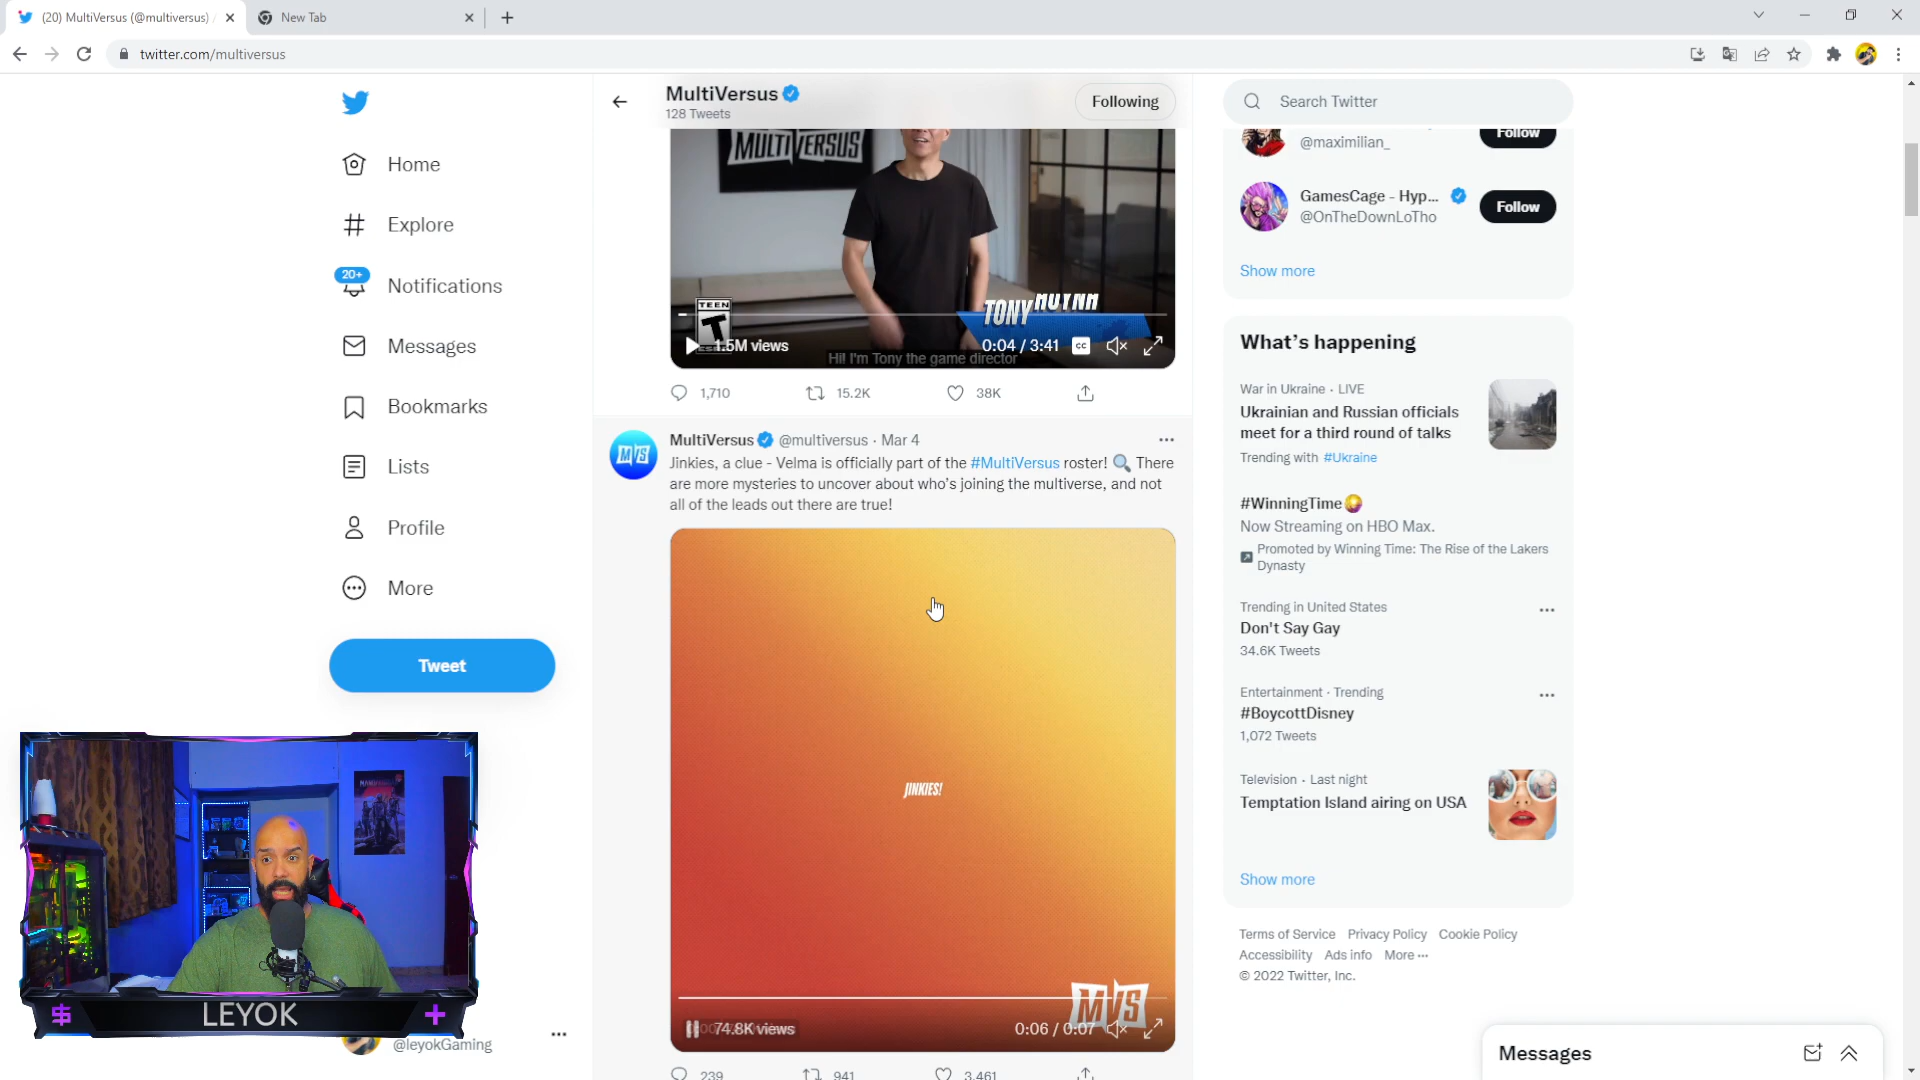 (20) MultiVersus (@multiversus) /
New Tab
twitter.com/multiversus
MultiVersus
128 Tweets
Following
Search Twitter
Home
Explore
20+
Notifications
Messages
Bookmarks
Lists
Profile
More
Tweet
MULTIVERSUS
TEEN
T
TONY HUYNH
1.5M views
0:04 / 3:41
CC
Hi! I'm Tony the game director
1,710
15.2K
38K
MultiVersus @multiversus · Mar 4
Jinkies, a clue - Velma is officially part of the #MultiVersus roster! 🔍 There
are more mysteries to uncover about who's joining the multiverse, and not
all of the leads out there are true!
JINKIES!
MVS
74.8K views
0:06 / 0:07
239
941
3,461
@maximilian_
Follow
GamesCage - Hyp...
@OnTheDownLoTho
Follow
Show more
What's happening
War in Ukraine · LIVE
Ukrainian and Russian officials
meet for a third round of talks
Trending with #Ukraine
#WinningTime
Now Streaming on HBO Max.
Promoted by Winning Time: The Rise of the Lakers
Dynasty
Trending in United States
Don't Say Gay
34.6K Tweets
Entertainment · Trending
#BoycottDisney
1,072 Tweets
Television · Last night
Temptation Island airing on USA
Show more
Terms of Service Privacy Policy Cookie Policy
Accessibility Ads info More ···
© 2022 Twitter, Inc.
Messages
LEYOK
@leyokGaming